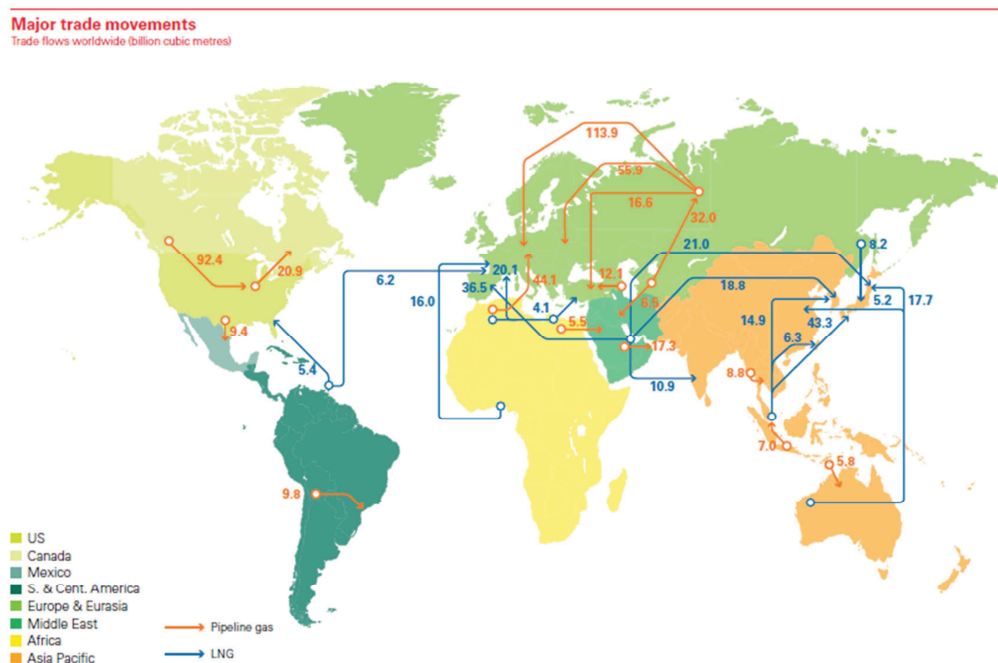 Major trade movements
Trade flows worldwide (billion cubic metres)
113.9
55.9
16.6
32.0
92.4
20.9
6.2
20.1
36.5
44.1
12.1
21.0
8.2
16.0
4.1
6.5
18.8
5.2
17.7
9.4
5.5
14.9
43.3
5.4
17.3
6.3
10.9
8.8
7.0
5.8
9.8
US
Canada
Mexico
S. & Cent. America
Europe & Eurasia
Middle East
Africa
Asia Pacific
Pipeline gas
LNG